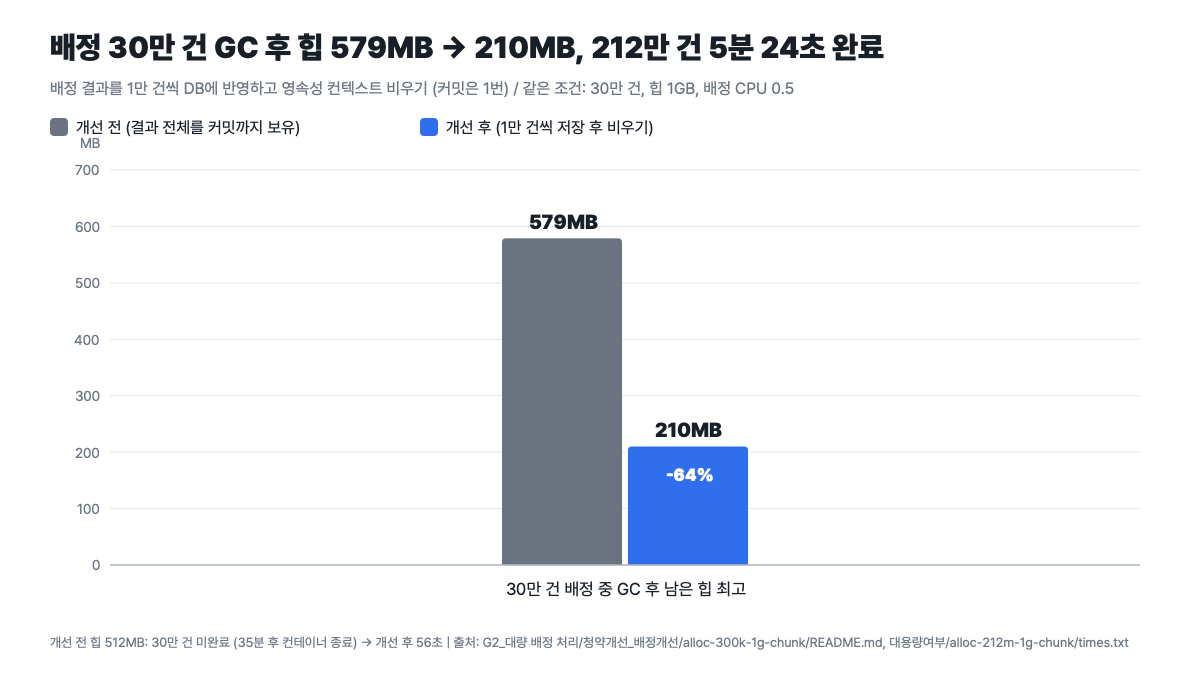 배정 30만 건 GC 후 힙 579MB → 210MB, 212만 건 5분 24초 완료
배정 결과를 1만 건씩 DB에 반영하고 영속성 컨텍스트 비우기 (커밋은 1번) / 같은 조건: 30만 건, 힙 1GB, 배정 CPU 0.5
개선 전 (결과 전체를 커밋까지 보유)
개선 후 (1만 건씩 저장 후 비우기)
MB
700
600
500
400
300
200
100
0
579MB
210MB
-64%
30만 건 배정 중 GC 후 남은 힙 최고
개선 전 힙 512MB: 30만 건 미완료 (35분 후 컨테이너 종료) → 개선 후 56초 | 출처: G2_대량 배정 처리/청약개선_배정개선/alloc-300k-1g-chunk/README.md, 대용량여부/alloc-212m-1g-chunk/times.txt